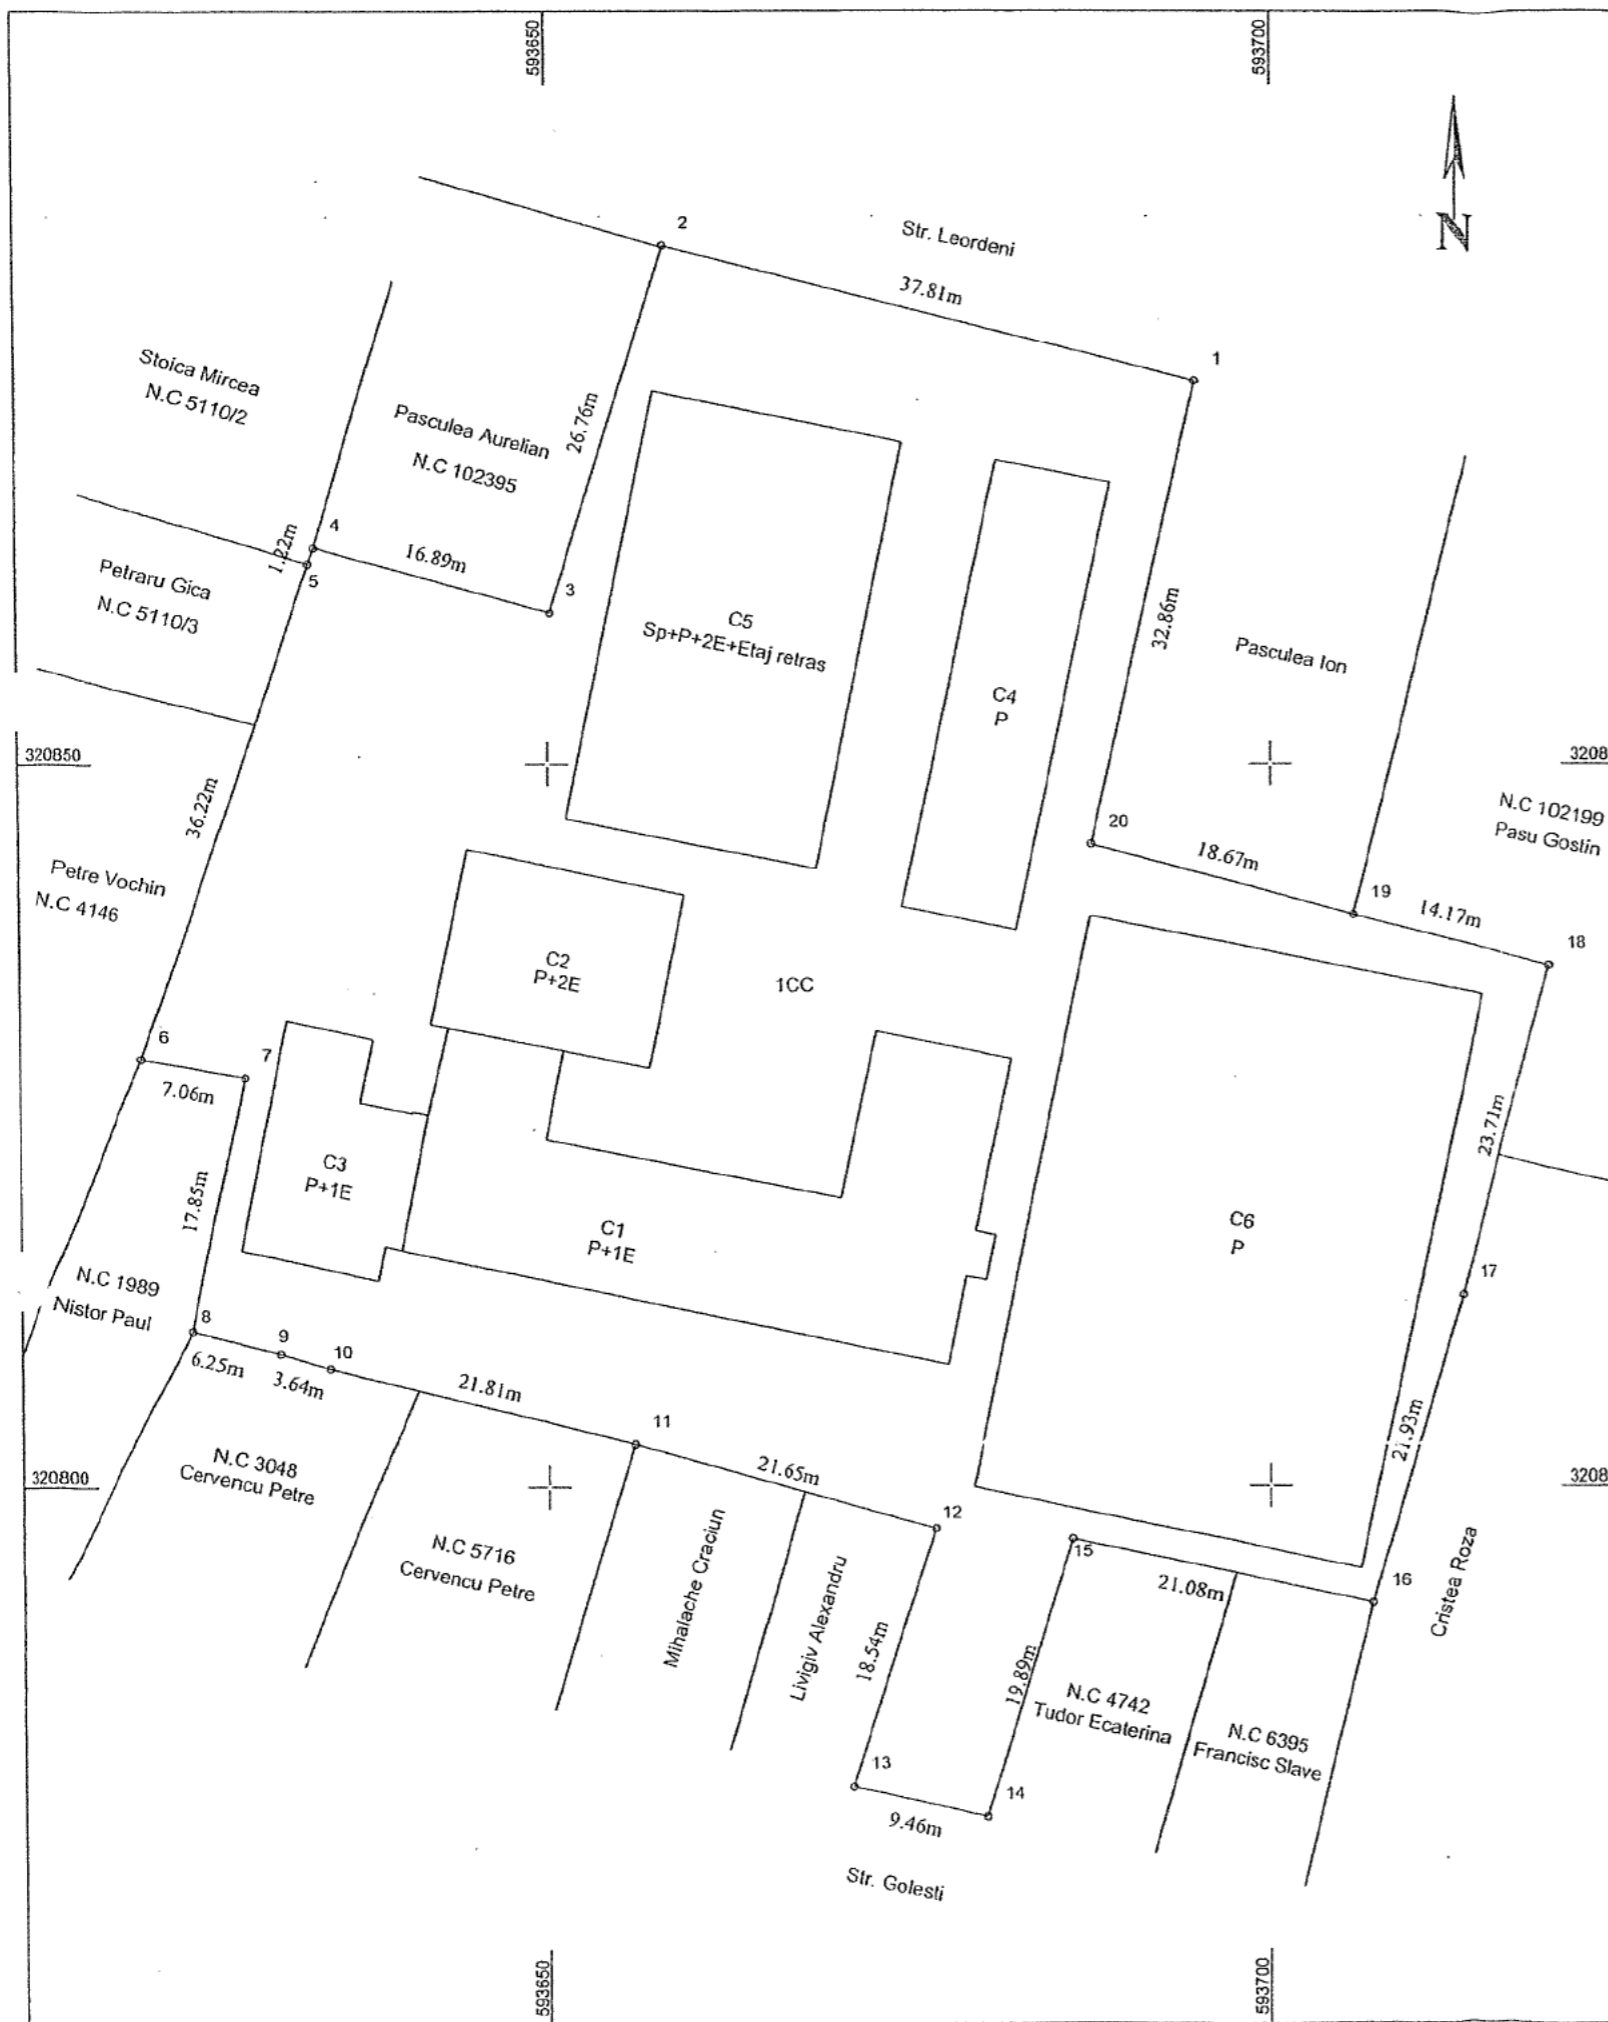 593650
593700
N
2
Str. Leordeni
37.81m
1
Stoica Mircea
N.C 5110/2
Pasculea Aurelian
N.C 102395
26.76m
4
1.22m
16.89m
5
3
Petraru Gica
N.C 5110/3
C5
Sp+P+2E+Etaj retras
32.86m
Pasculea Ion
C4
P
320850
3208
36.22m
N.C 102199
Pasu Gostin
20
18.67m
19
14.17m
18
Petre Vochin
N.C 4146
C2
P+2E
1CC
6
7
7.06m
23.71m
C3
P+1E
17.85m
C1
P+1E
C6
P
17
N.C 1989
Nistor Paul
8
9
10
6.25m
3.64m
21.81m
11
21.93m
N.C 3048
Cervencu Petre
21.65m
320800
3208
12
N.C 5716
Cervencu Petre
Mihalache Craciun
Livigiv Alexandru
15
21.08m
16
Cristea Roza
18.54m
19.89m
N.C 4742
Tudor Ecaterina
N.C 6395
Francisc Slave
13
14
9.46m
Str. Golesti
593650
593700